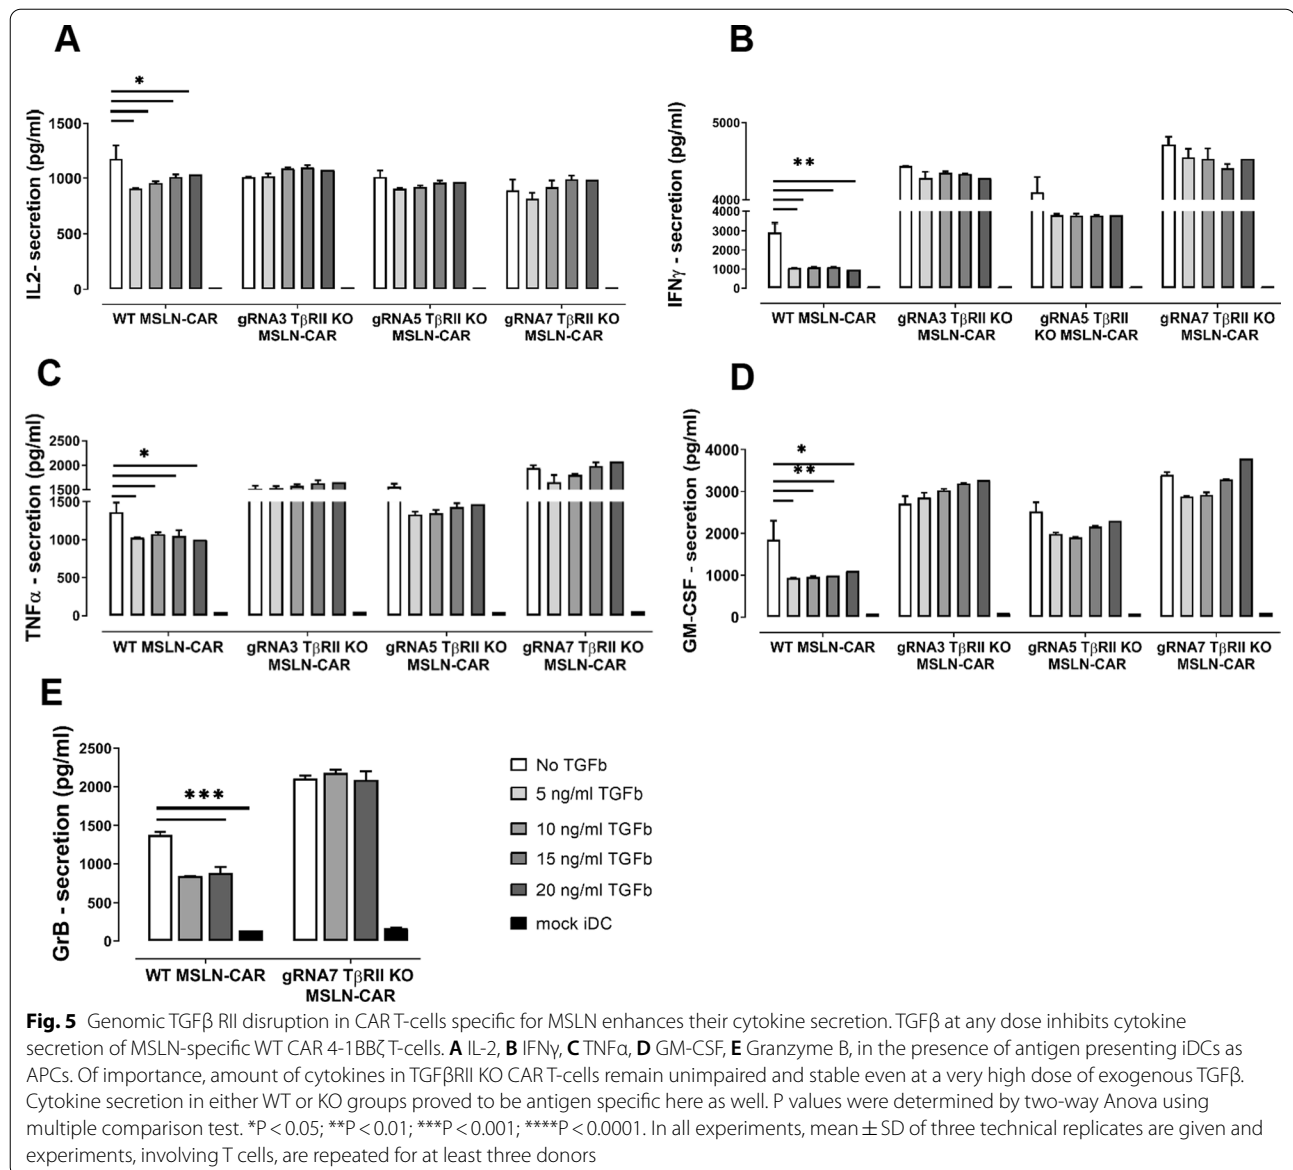 A
*
IL2- secretion (pg/ml)
1500
1000
500
0
WT MSLN-CAR
gRNA3 TβRII KO
MSLN-CAR
gRNA5 TβRII KO
MSLN-CAR
gRNA7 TβRII KO
MSLN-CAR
B
**
IFNγ - secretion (pg/ml)
5000
4000
4000
3000
2000
1000
0
WT MSLN-CAR
gRNA3 TβRII KO
MSLN-CAR
gRNA5 TβRII
KO MSLN-CAR
gRNA7 TβRII KO
MSLN-CAR
C
*
TNFα - secretion (pg/ml)
2500
2000
1500
1500
1000
500
0
WT MSLN-CAR
gRNA3 TβRII KO
MSLN-CAR
gRNA5 TβRII KO
MSLN-CAR
gRNA7 TβRII KO
MSLN-CAR
D
*
**
GM-CSF - secretion (pg/ml)
4000
3000
2000
1000
0
WT MSLN-CAR
gRNA3 TβRII KO
MSLN-CAR
gRNA5 TβRII KO
MSLN-CAR
gRNA7 TβRII KO
MSLN-CAR
E
***
GrB - secretion (pg/ml)
2500
2000
1500
1000
500
0
WT MSLN-CAR
gRNA7 TβRII KO
MSLN-CAR
No TGFb
5 ng/ml TGFb
10 ng/ml TGFb
15 ng/ml TGFb
20 ng/ml TGFb
mock iDC
Fig. 5 Genomic TGFβ RII disruption in CAR T-cells specific for MSLN enhances their cytokine secretion. TGFβ at any dose inhibits cytokine
secretion of MSLN-specific WT CAR 4-1BBζ T-cells. A IL-2, B IFNγ, C TNFα, D GM-CSF, E Granzyme B, in the presence of antigen presenting iDCs as
APCs. Of importance, amount of cytokines in TGFβRII KO CAR T-cells remain unimpaired and stable even at a very high dose of exogenous TGFβ.
Cytokine secretion in either WT or KO groups proved to be antigen specific here as well. P values were determined by two-way Anova using
multiple comparison test. *P < 0.05; **P < 0.01; ***P < 0.001; ****P < 0.0001. In all experiments, mean ± SD of three technical replicates are given and
experiments, involving T cells, are repeated for at least three donors